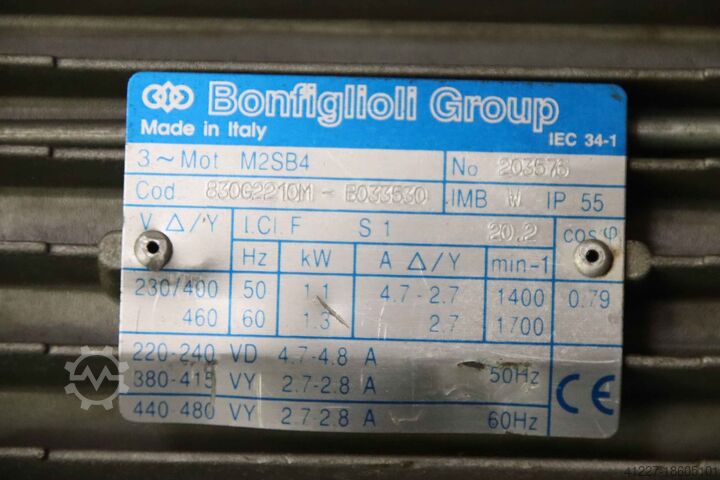 Bonfiglioli Group
Made in Italy IEC 34-1
3~Mot M2SB4 No 203576
Cod 830G2210M - E033530 IMB W IP 55
V Δ/Y I.Cl. F S 1 20.2 cos φ
Hz kW A Δ/Y min-1
230/400 50 1.1 4.7-2.7 1400 0.79
460 60 1.3 2.7 1700
220-240 VD 4.7-4.8 A
380-415 VY 2.7-2.8 A 50Hz
440-480 VY 2.7-2.8 A 60Hz
CE
41227-18605101